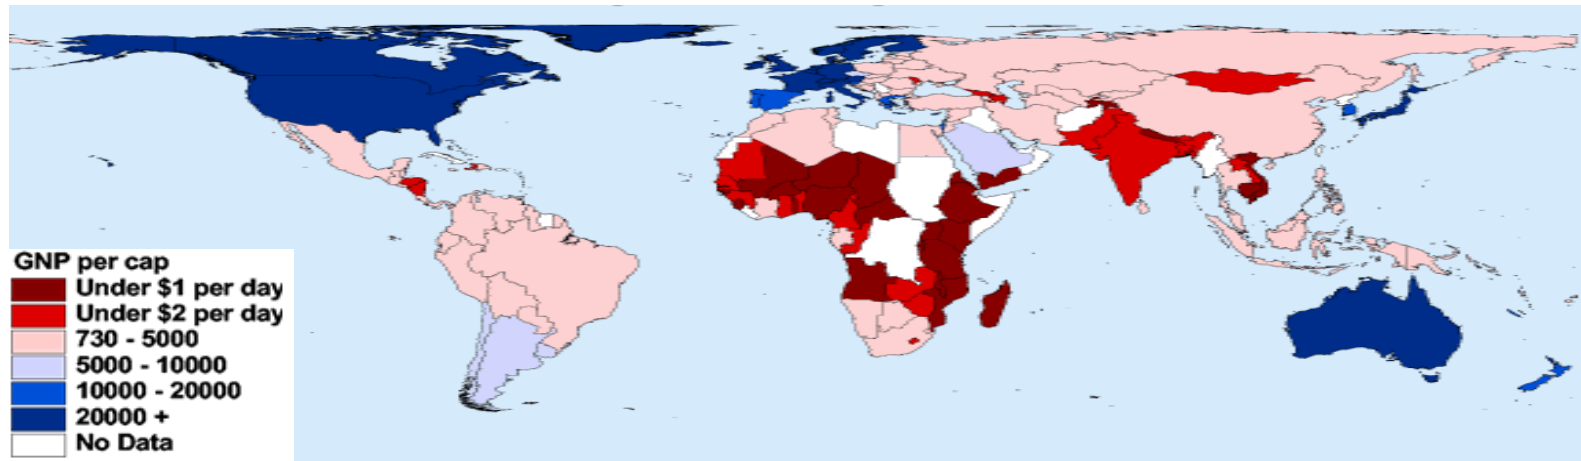 GNP per cap
Under $1 per day
Under $2 per day
730 - 5000
5000 - 10000
10000 - 20000
20000 +
No Data